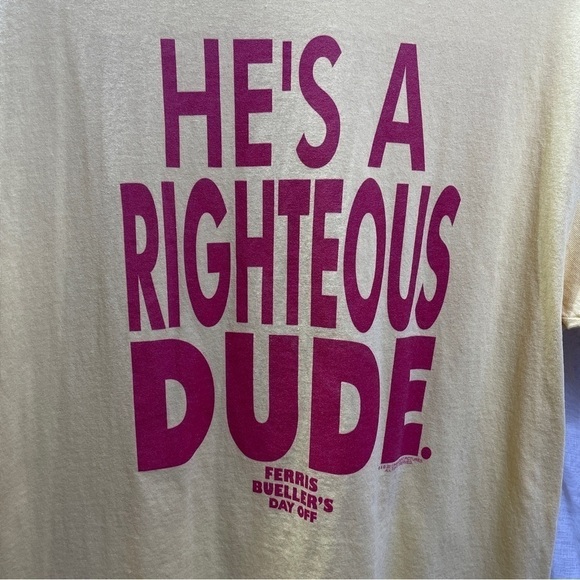 HE'S A
RIGHTEOUS
DUDE.
FERRIS
BUELLER'S
DAY OFF